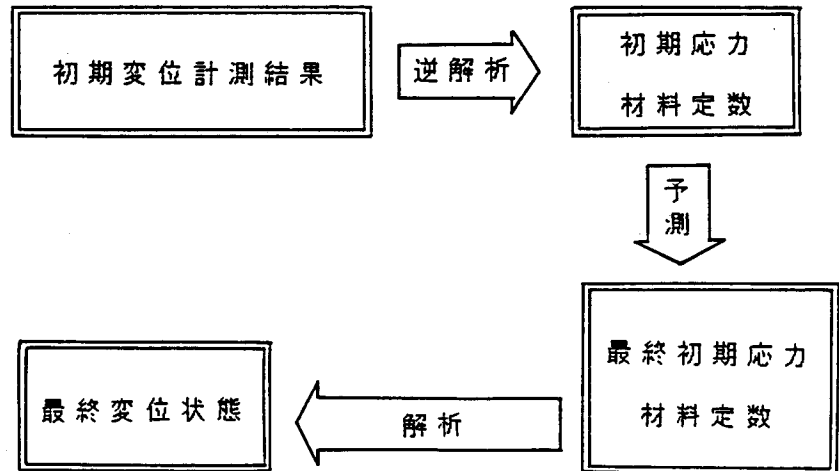 初期変位計測結果
逆解析
初期応力
材料定数
予測
最終初期応力
材料定数
解析
最終変位状態